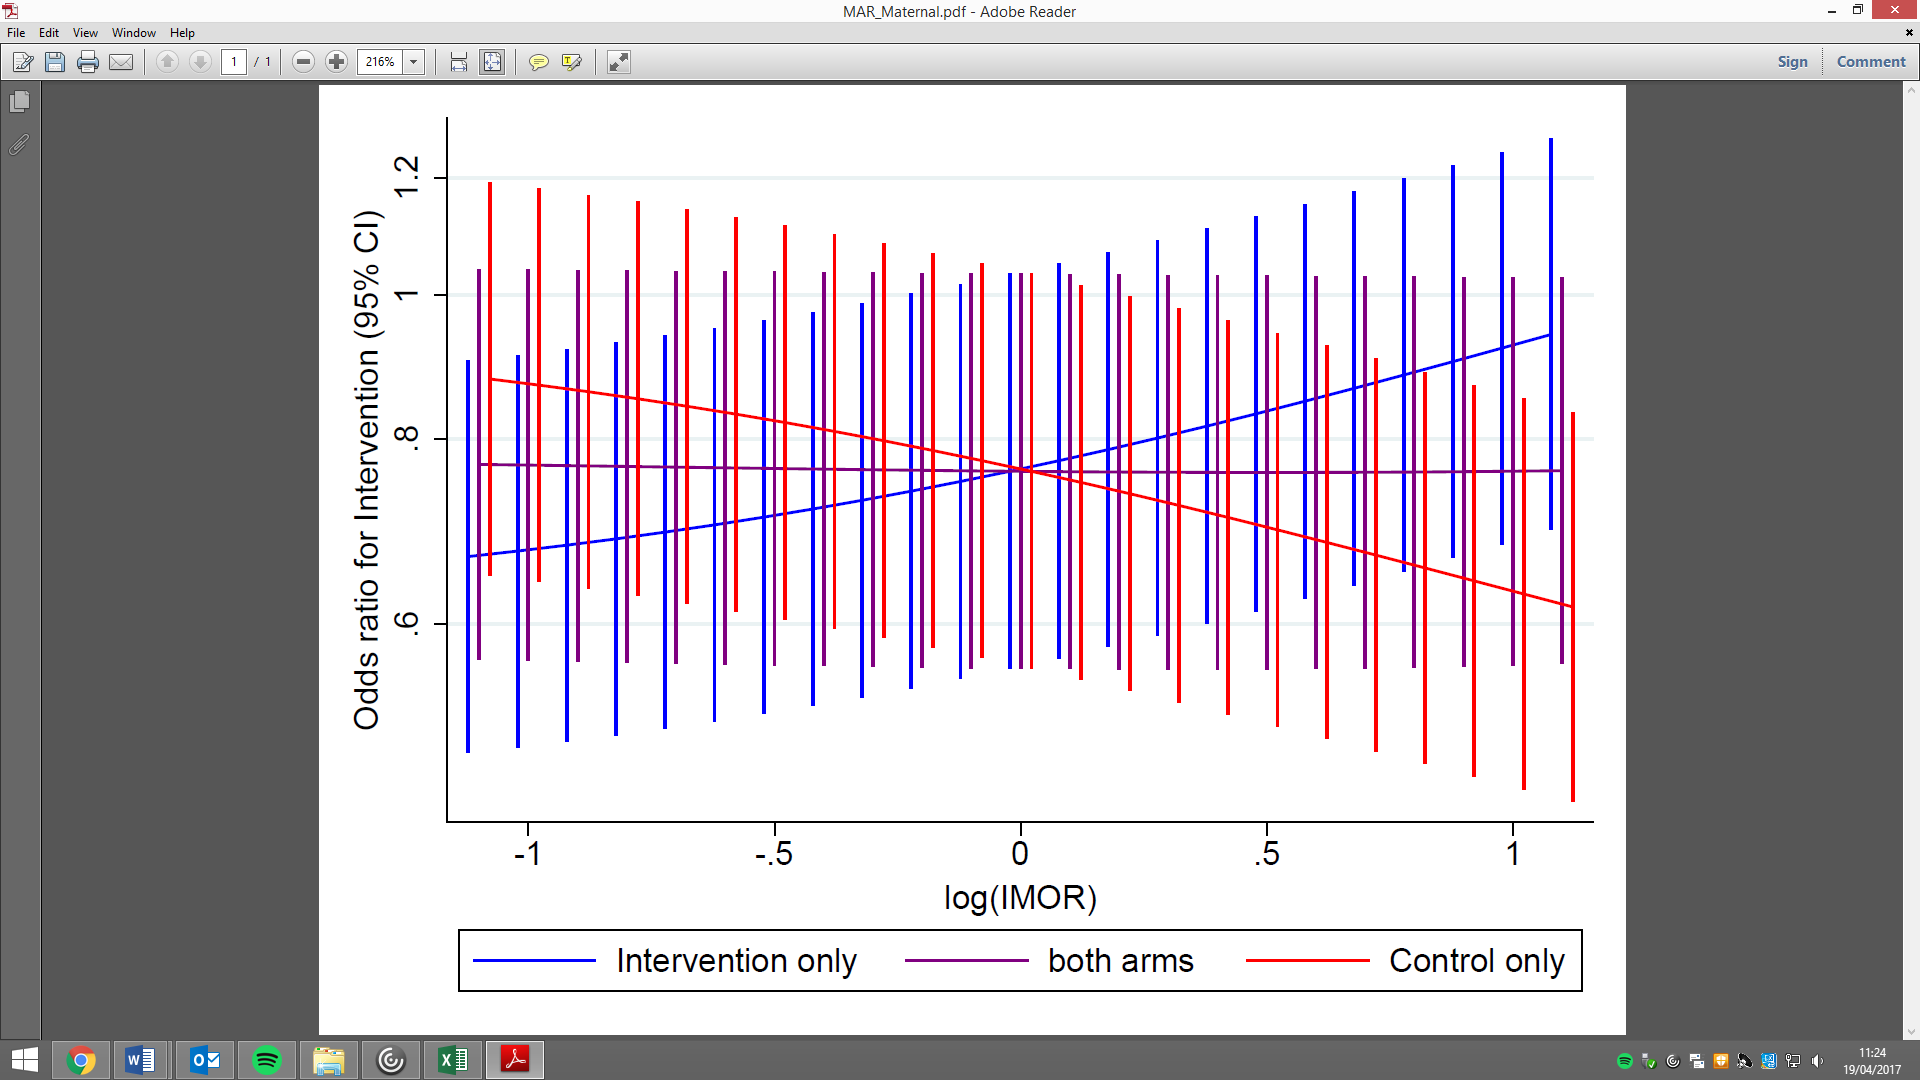 MAR_Maternal.pdf - Adobe Reader
File Edit View Window Help
1 / 1 216% Sign Comment
Odds ratio for Intervention (95% CI)
1.2
1
.8
.6
-1 -.5 0 .5 1
log(IMOR)
Intervention only both arms Control only
11:24
19/04/2017